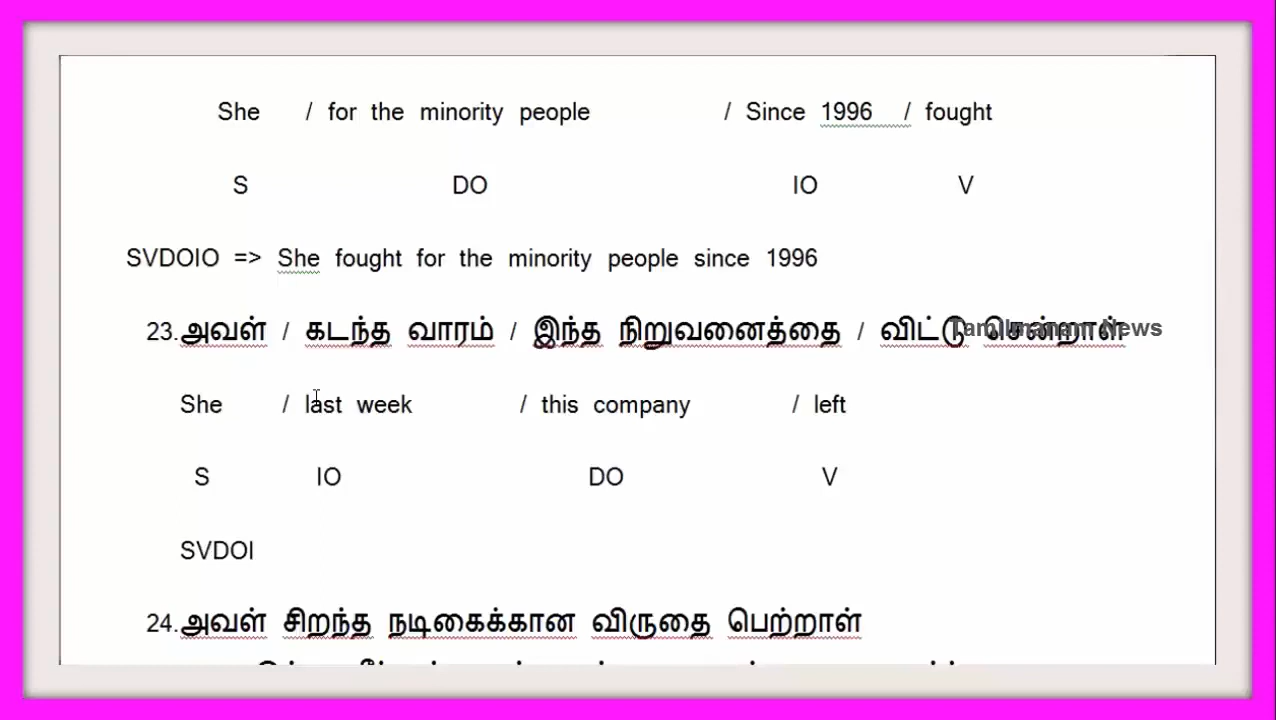 She / for the minority people / Since 1996 / fought
S DO IO V
SVDOIO => She fought for the minority people since 1996
23.அவள் / கடந்த வாரம் / இந்த நிறுவனைத்தை / விட்டு சென்றாள்
Tamilmaram News
She / last week / this company / left
S IO DO V
SVDOI
24.அவள் சிறந்த நடிகைக்கான விருதை பெற்றாள்